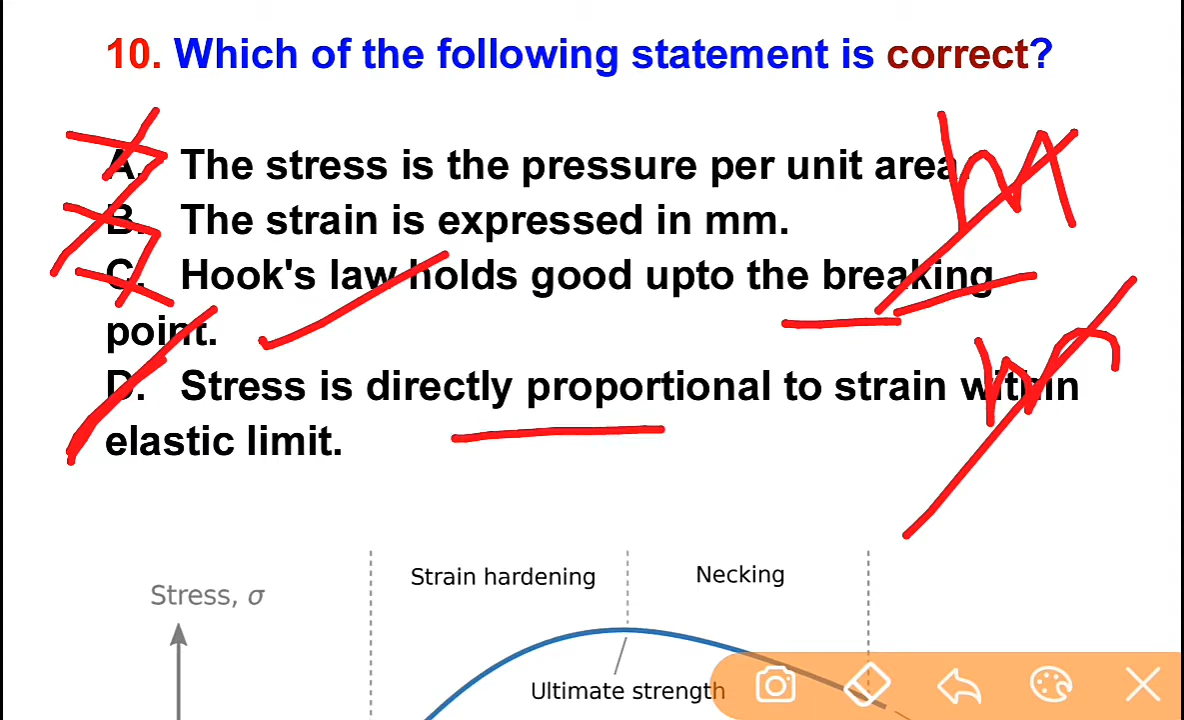 10. Which of the following statement is correct?
A. The stress is the pressure per unit area.
B. The strain is expressed in mm.
C. Hook's law holds good upto the breaking
point.
D. Stress is directly proportional to strain within
elastic limit.
Strain hardening
Necking
Stress, σ
Ultimate strength